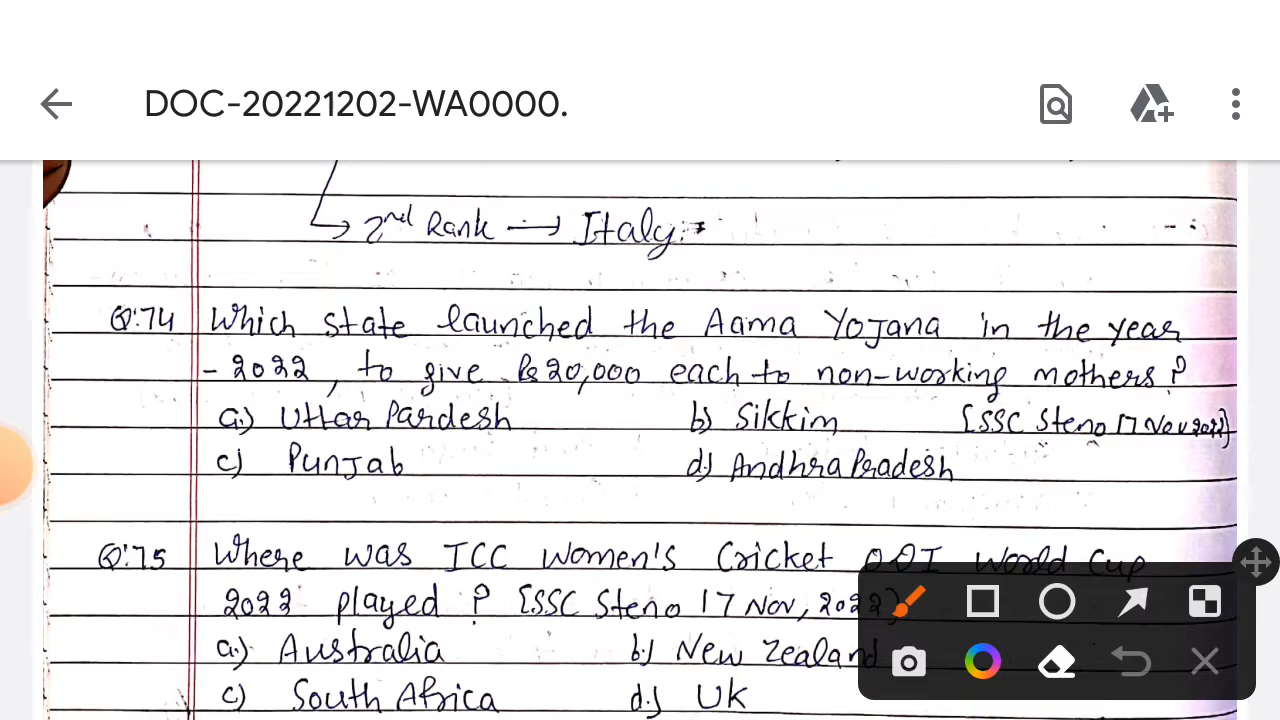 DOC-20221202-WA0000.
↳ 2nd Rank → Italy
Q.74 Which state launched the Aama Yojana in the year
- 2022, to give Rs 20,000 each to non-working mothers?
a.) Uttar Pardesh b) Sikkim [SSC Steno 17 Nov 2022]
c) Punjab d.) Andhra Pradesh
Q.75 Where was ICC Women's Cricket ODI World Cup
2022 played? [SSC Steno 17 Nov, 2022]
a.) Australia b.) New Zealand
c) South Africa d.) UK